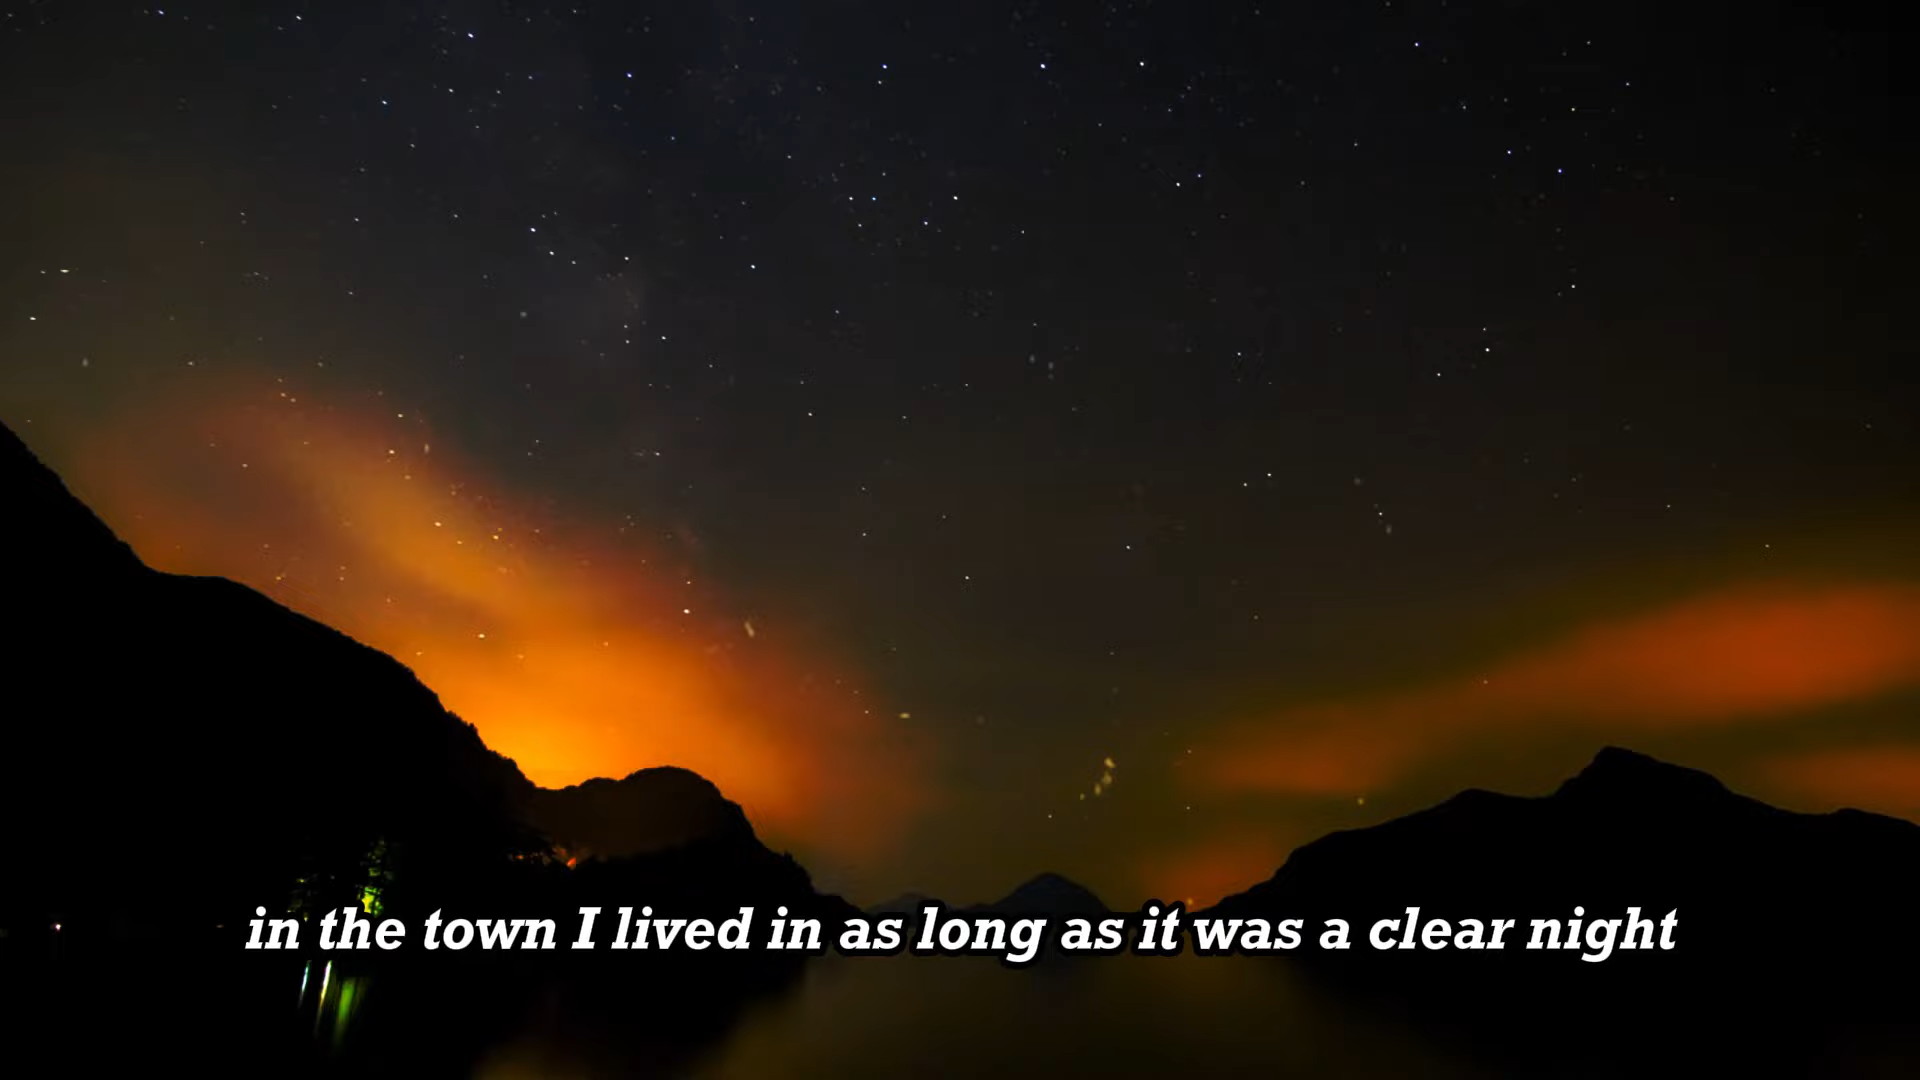 in the town I lived in as long as it was a clear night